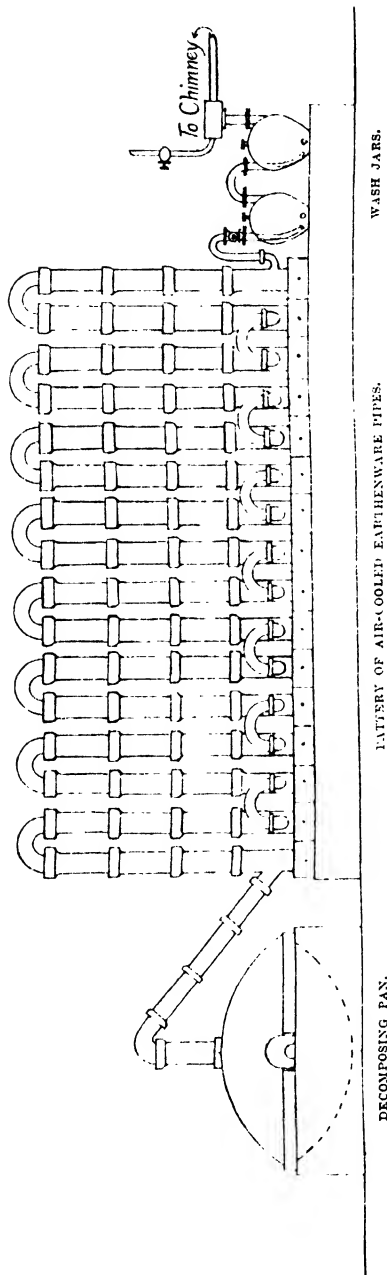 To Chimney
DECOMPOSING PAN.
BATTERY OF AIR-COOLED EARTHENWARE PIPES.
WASH JARS.